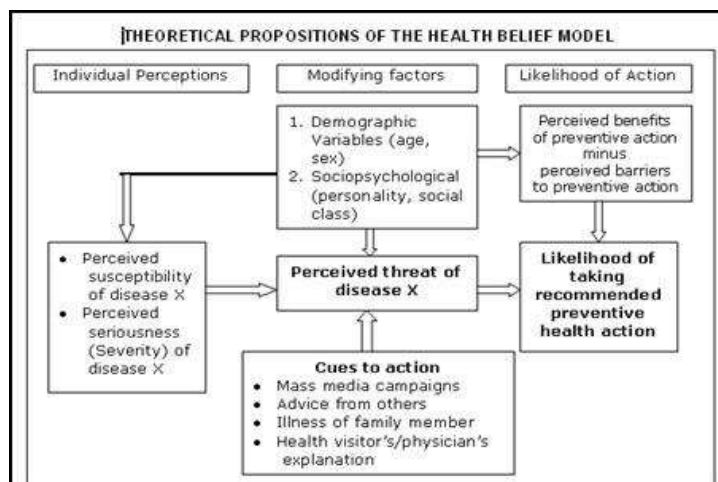 THEORETICAL PROPOSITIONS OF THE HEALTH BELIEF MODEL
Individual Perceptions
Modifying factors
Likelihood of Action
1. Demographic
Variables (age,
sex)
2. Sociopsychological
(personality, social
class)
Perceived benefits
of preventive action
minus
perceived barriers
to preventive action
• Perceived
susceptibility
of disease X
• Perceived
seriousness
(Severity) of
disease X
Perceived threat of
disease X
Likelihood of
taking
recommended
preventive
health action
Cues to action
• Mass media campaigns
• Advice from others
• Illness of family member
• Health visitor's/physician's
explanation